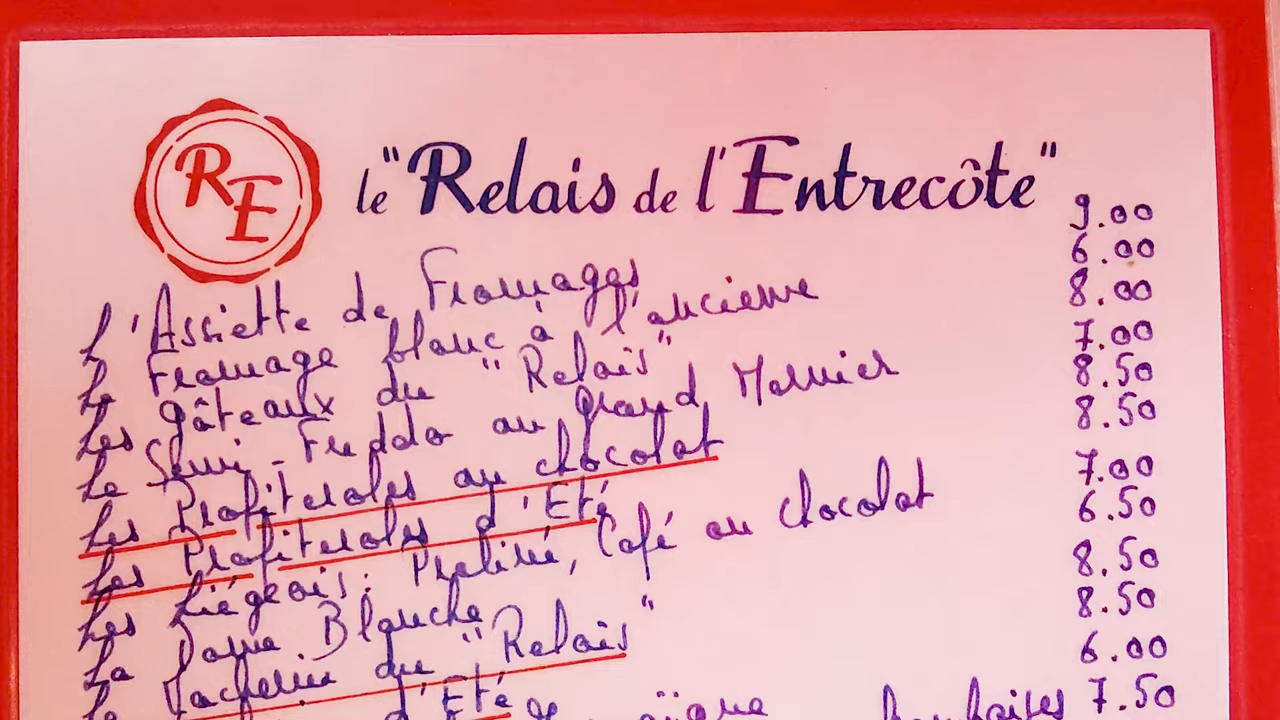 RE
le "Relais de l'Entrecôte"
L'Assiette de Fromages 9.00
Le Fromage blanc à l'ancienne 6.00
Les Gâteaux du "Relais" 8.00
Le Semi-Freddo au Grand Marnier 7.00
Les Profiteroles au chocolat 8.50
Les Profiteroles d'Eté 8.50
Les Liégeois: Praliné, Café ou Chocolat 7.00
La Dame Blanche 6.50
Le Vacherin du "Relais" 8.50
d'Eté 8.50
6.00
7.50